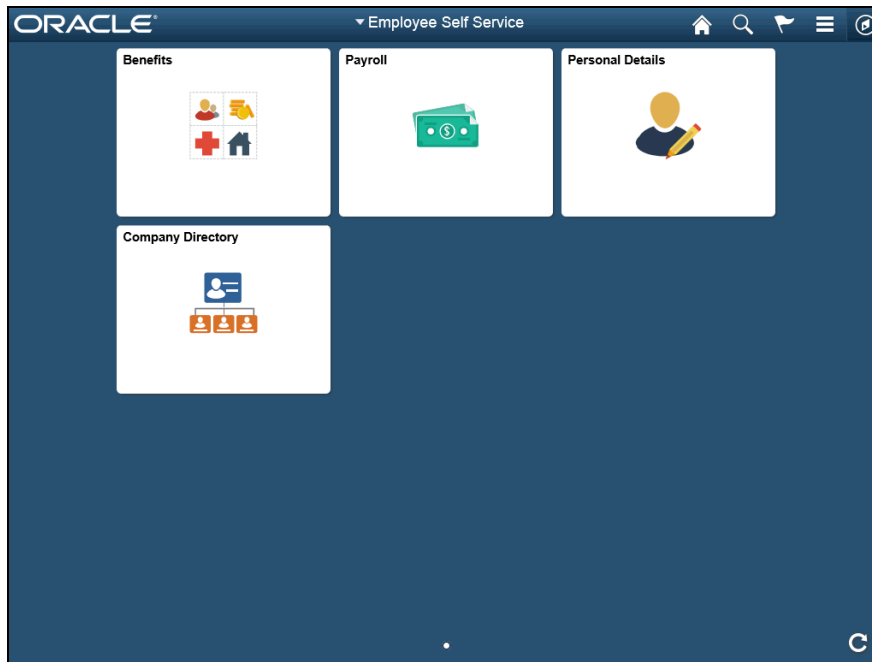 ORACLE®
Employee Self Service
Benefits
Payroll
Personal Details
$
Company Directory